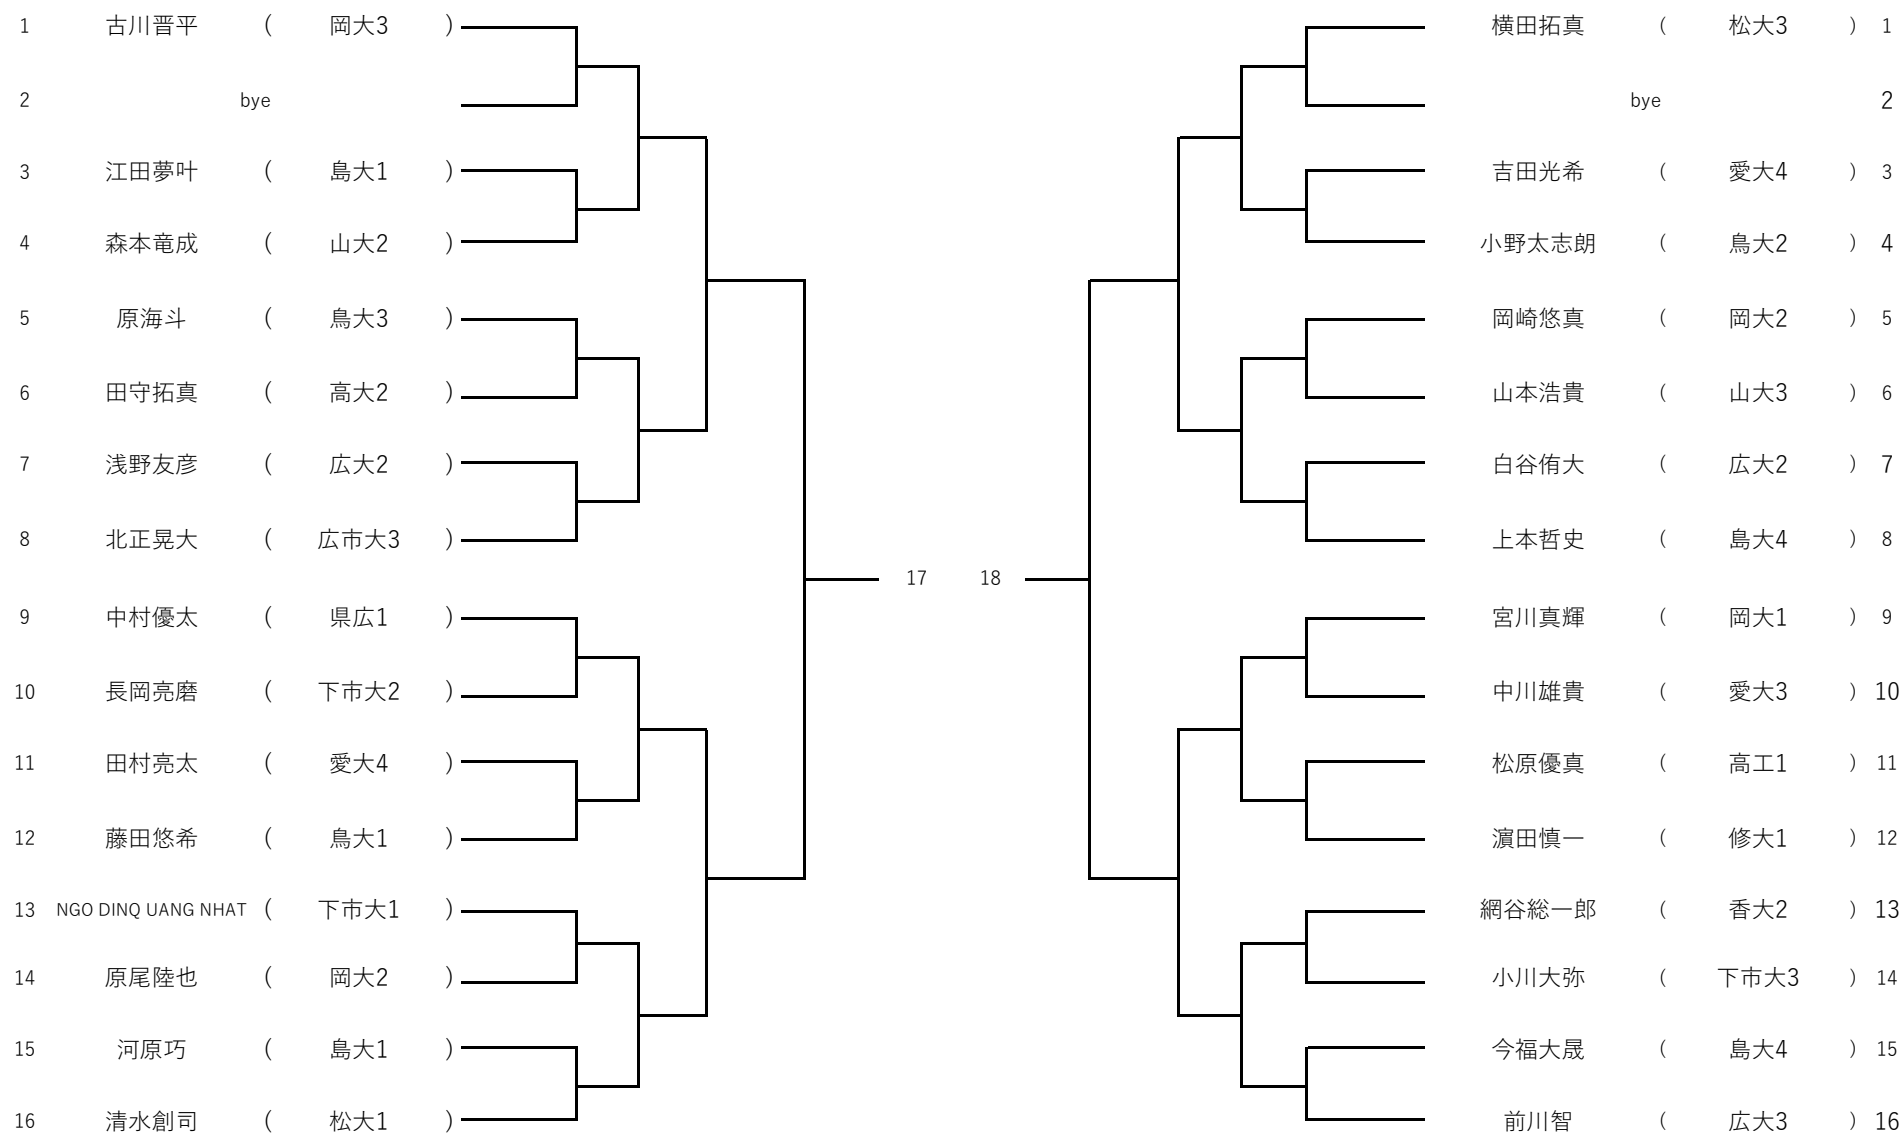 1 古川晋平 ( 岡大3 ) 横田拓真 ( 松大3 ) 1
2 bye bye 2
3 江田夢叶 ( 島大1 ) 吉田光希 ( 愛大4 ) 3
4 森本竜成 ( 山大2 ) 小野太志朗 ( 鳥大2 ) 4
5 原海斗 ( 鳥大3 ) 岡崎悠真 ( 岡大2 ) 5
6 田守拓真 ( 高大2 ) 山本浩貴 ( 山大3 ) 6
7 浅野友彦 ( 広大2 ) 白谷侑大 ( 広大2 ) 7
8 北正晃大 ( 広市大3 ) 上本哲史 ( 島大4 ) 8
17 18
9 中村優太 ( 県広1 ) 宮川真輝 ( 岡大1 ) 9
10 長岡亮磨 ( 下市大2 ) 中川雄貴 ( 愛大3 ) 10
11 田村亮太 ( 愛大4 ) 松原優真 ( 高工1 ) 11
12 藤田悠希 ( 鳥大1 ) 濵田慎一 ( 修大1 ) 12
13 NGO DINQ UANG NHAT ( 下市大1 ) 網谷総一郎 ( 香大2 ) 13
14 原尾陸也 ( 岡大2 ) 小川大弥 ( 下市大3 ) 14
15 河原巧 ( 島大1 ) 今福大晟 ( 島大4 ) 15
16 清水創司 ( 松大1 ) 前川智 ( 広大3 ) 16